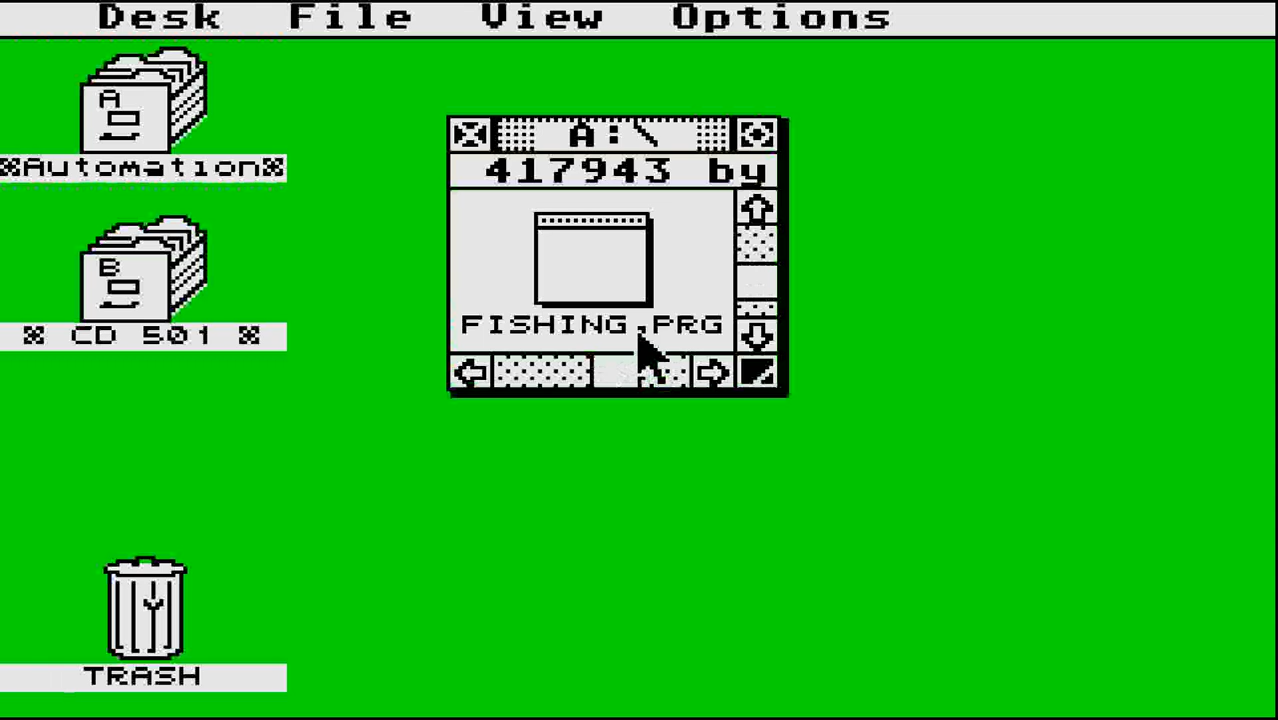 Desk File View Options
A
※Automation※
A:\
417943 by
FISHING.PRG
B
※ CD 501 ※
TRASH